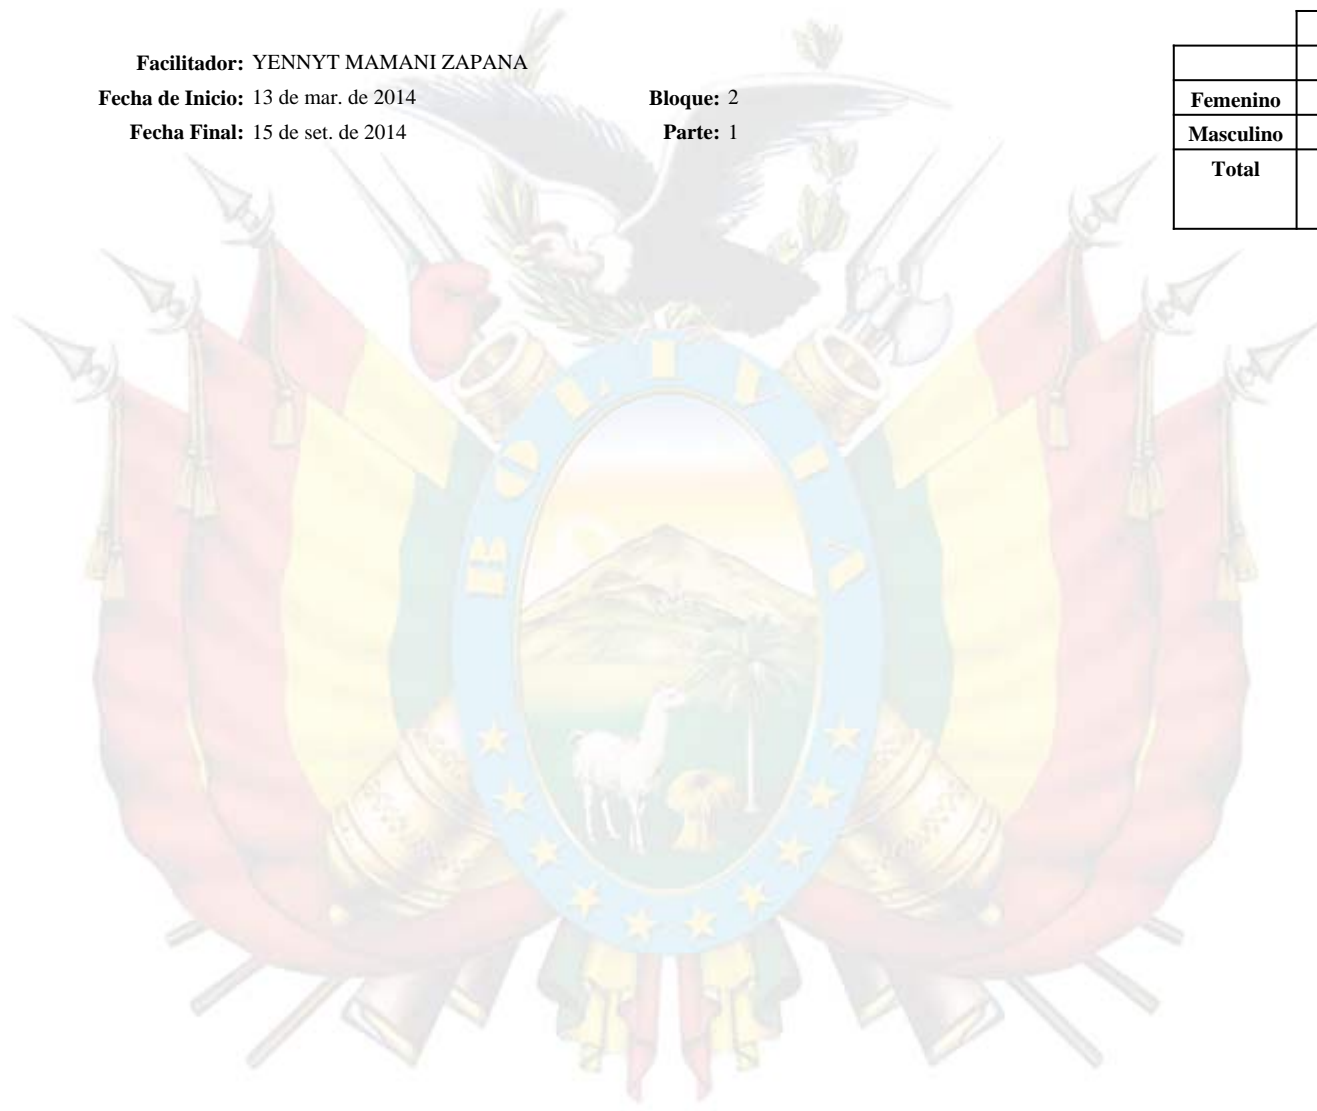 Facilitador: YENNYT MAMANI ZAPANA
Fecha de Inicio: 13 de mar. de 2014 Bloque: 2
Fecha Final: 15 de set. de 2014 Parte: 1
Femenino
Masculino
Total
BOLIVIA